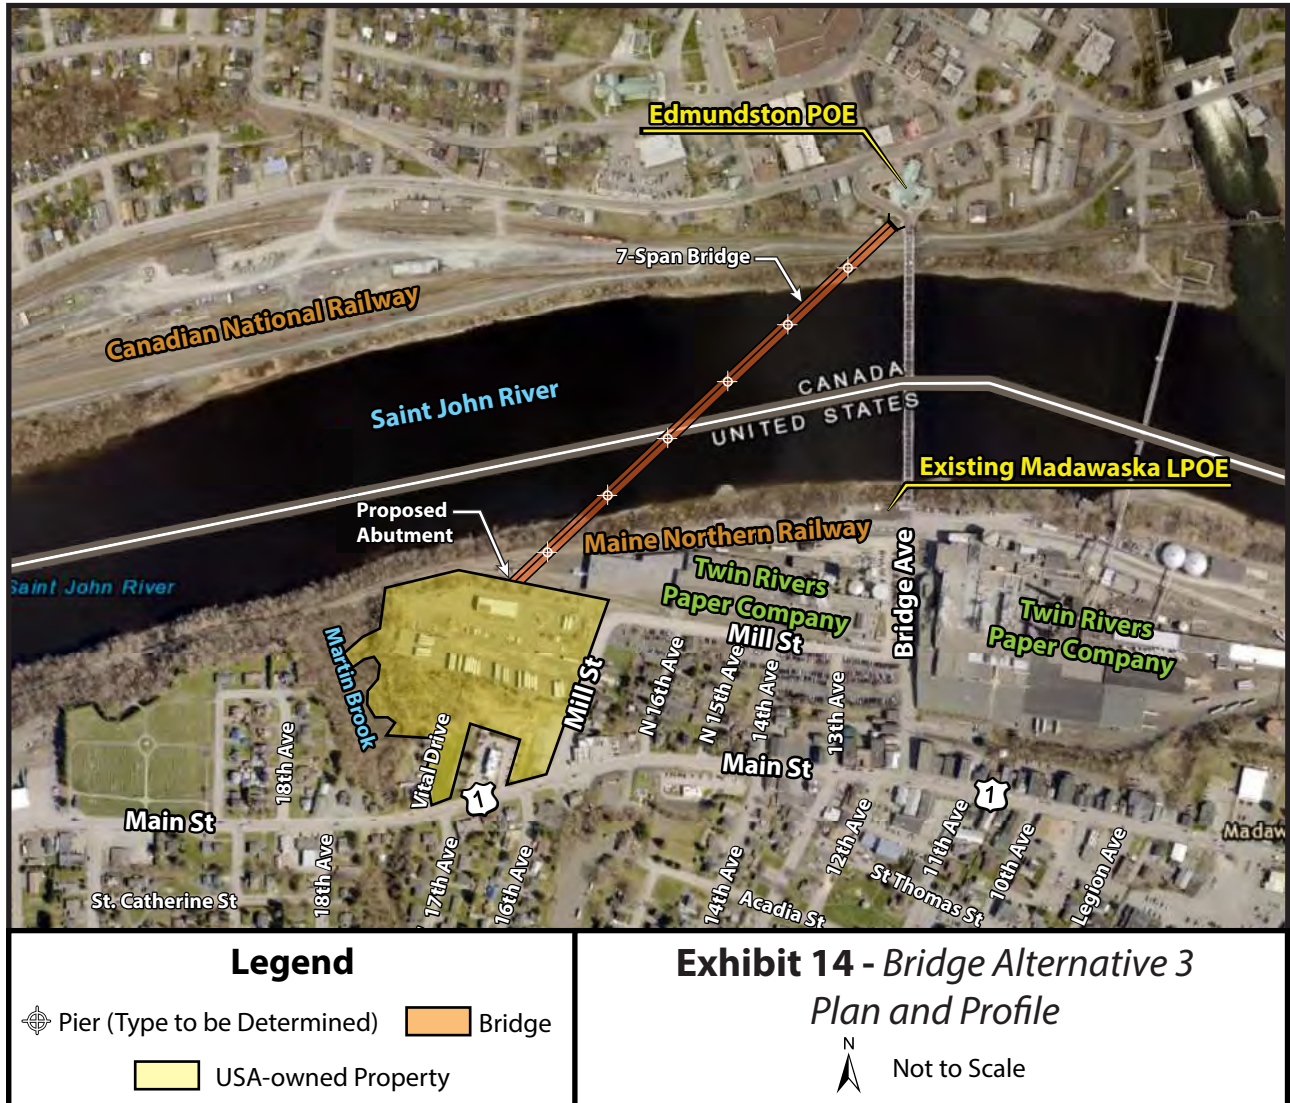 Edmundston POE
7-Span Bridge
Canadian National Railway
Saint John River
CANADA
UNITED STATES
Existing Madawaska LPOE
Proposed
Abutment
Maine Northern Railway
Saint John River
Twin Rivers
Paper Company
Bridge Ave
Twin Rivers
Paper Company
Mill St
Martin Brook
Mill St
N 16th Ave
N 15th Ave
14th Ave
13th Ave
18th Ave
Vital Drive
Main St
1
1
Main St
Madaw
12th Ave
11th Ave
10th Ave
Legion Ave
St Thomas St
18th Ave
17th Ave
16th Ave
14th Ave
Acadia St
St. Catherine St
Legend
Pier (Type to be Determined)
Bridge
USA-owned Property
Exhibit 14 - Bridge Alternative 3
Plan and Profile
N
Not to Scale